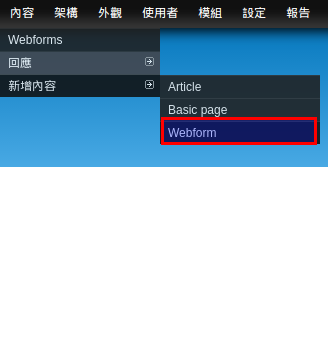 內容 架構 外觀 使用者 模組 設定 報告
Webforms
回應
新增內容
Article
Basic page
Webform